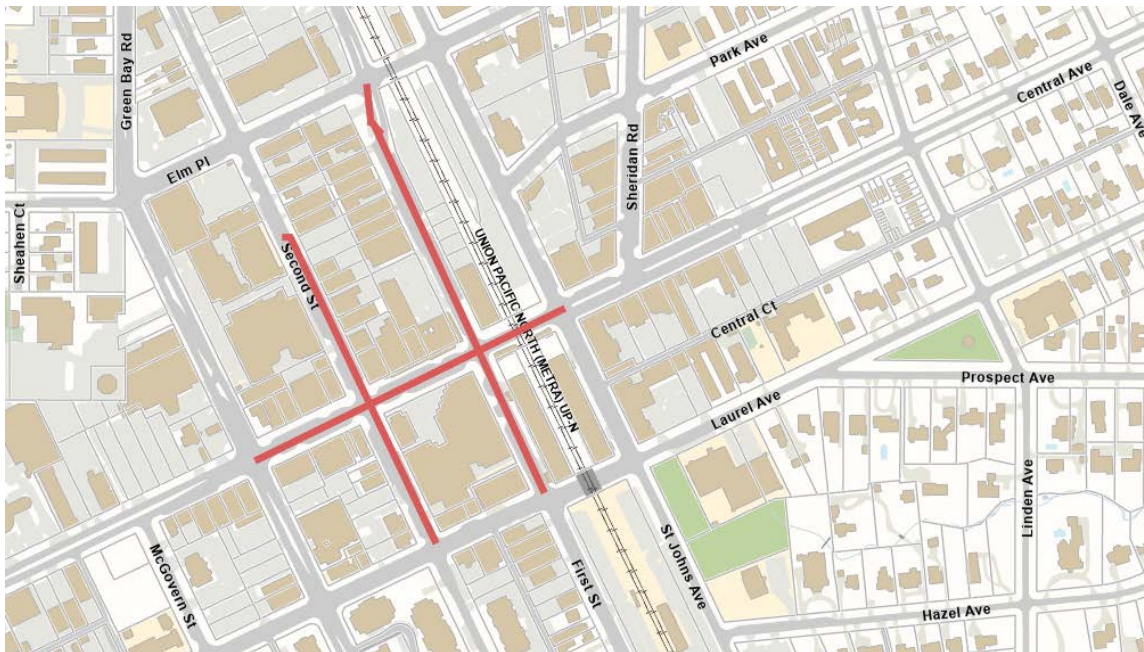 Green Bay Rd
Park Ave
Central Ave
Dale Ave
Elm Pl
Sheridan Rd
Sheahen Ct
Second St
UNION PACIFIC NORTH (METRA) UP-N
Central Ct
Prospect Ave
Laurel Ave
Linden Ave
McGovern St
First St
St Johns Ave
Hazel Ave